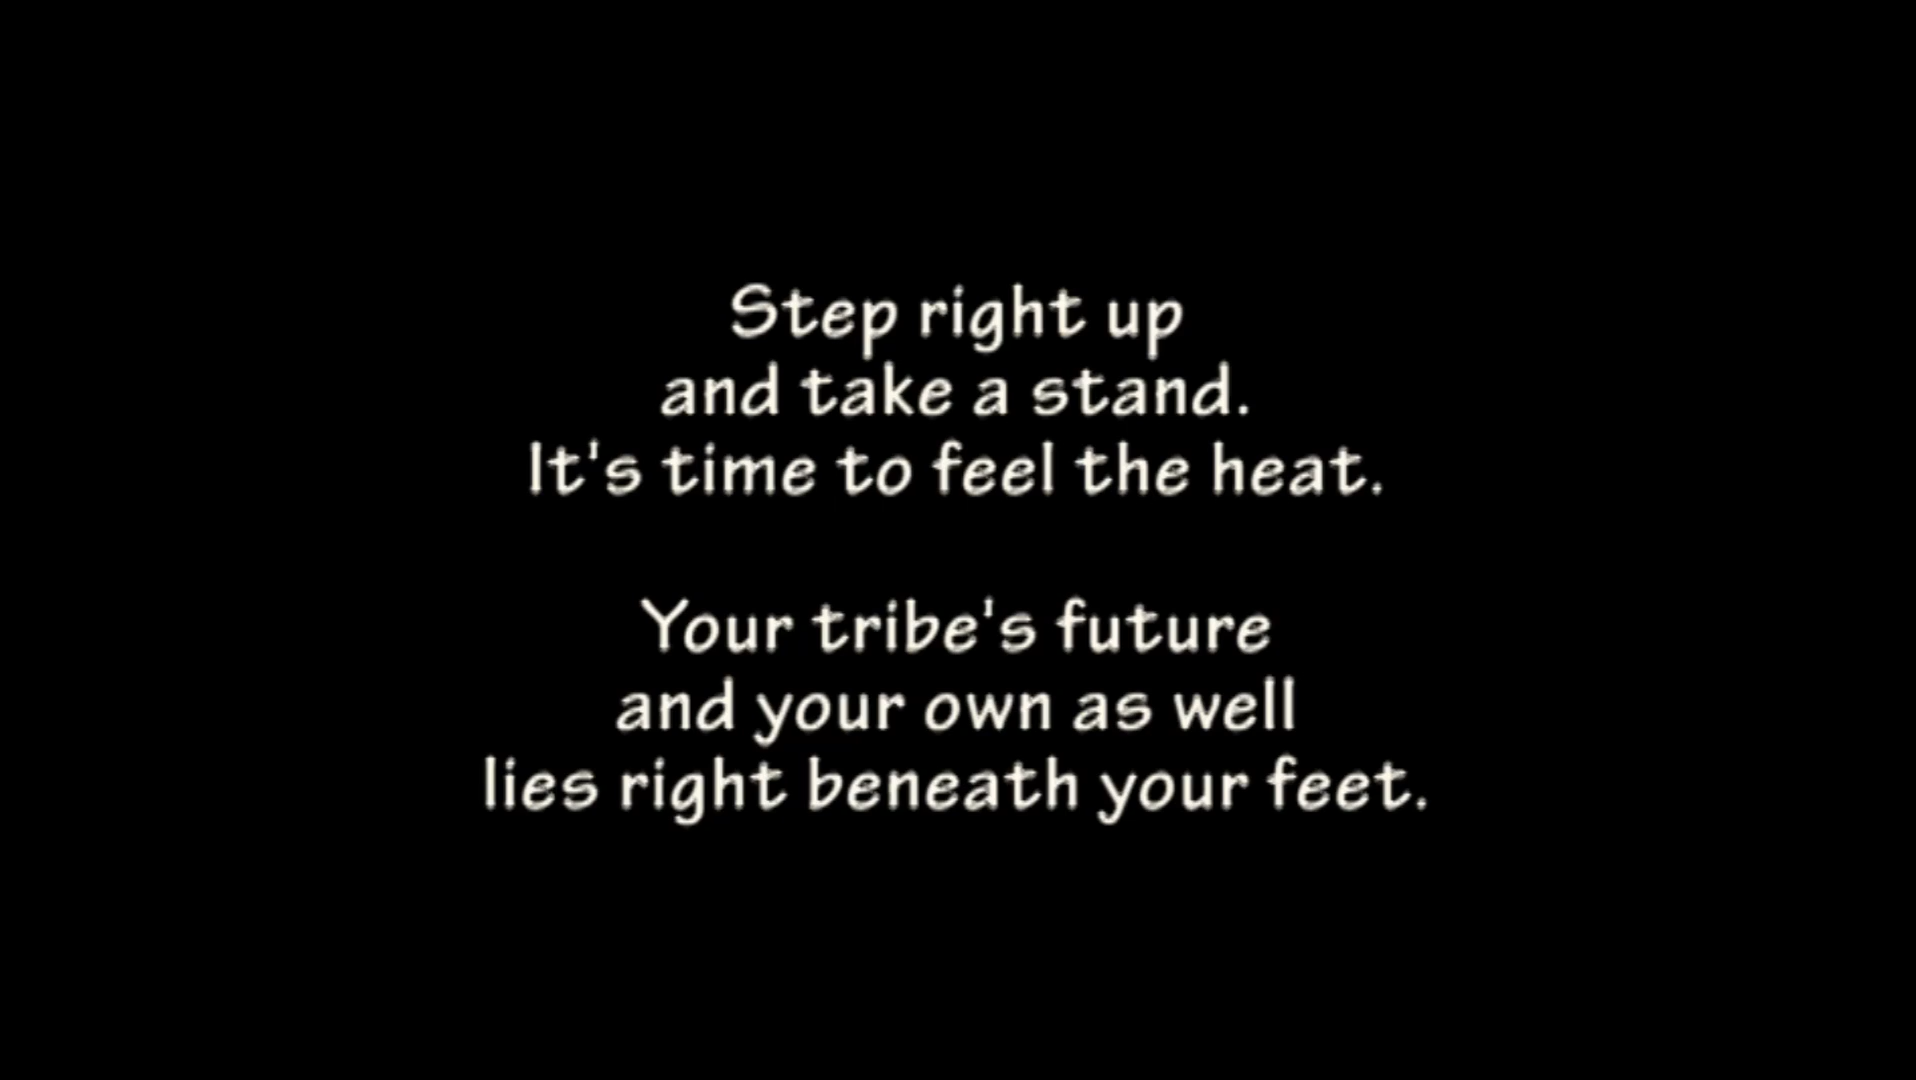 Step right up
and take a stand.
It's time to feel the heat.
Your tribe's future
and your own as well
lies right beneath your feet.